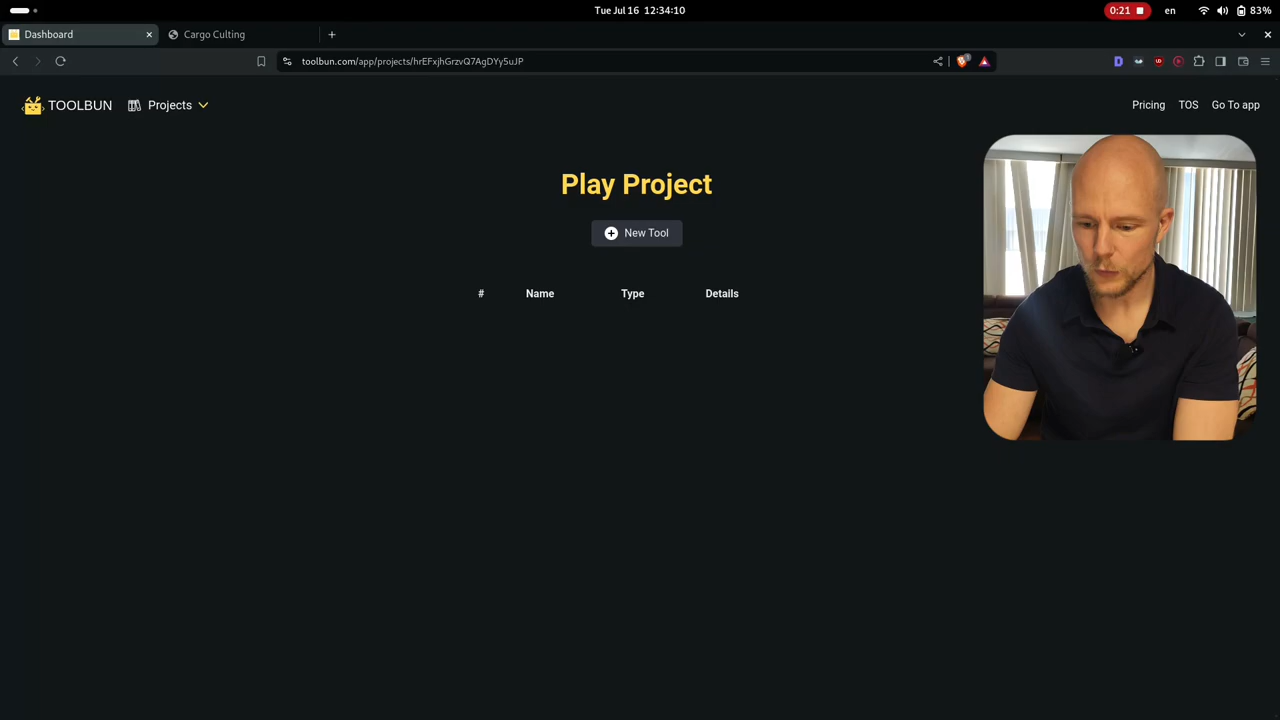 Tue Jul 16 12:34:10
0:21
en
83%
Dashboard
Cargo Culting
toolbun.com/app/projects/hrEFxjhGrzvQ7AgDYy5uJP
TOOLBUN
Projects
Pricing
TOS
Go To app
Play Project
New Tool
# Name Type Details